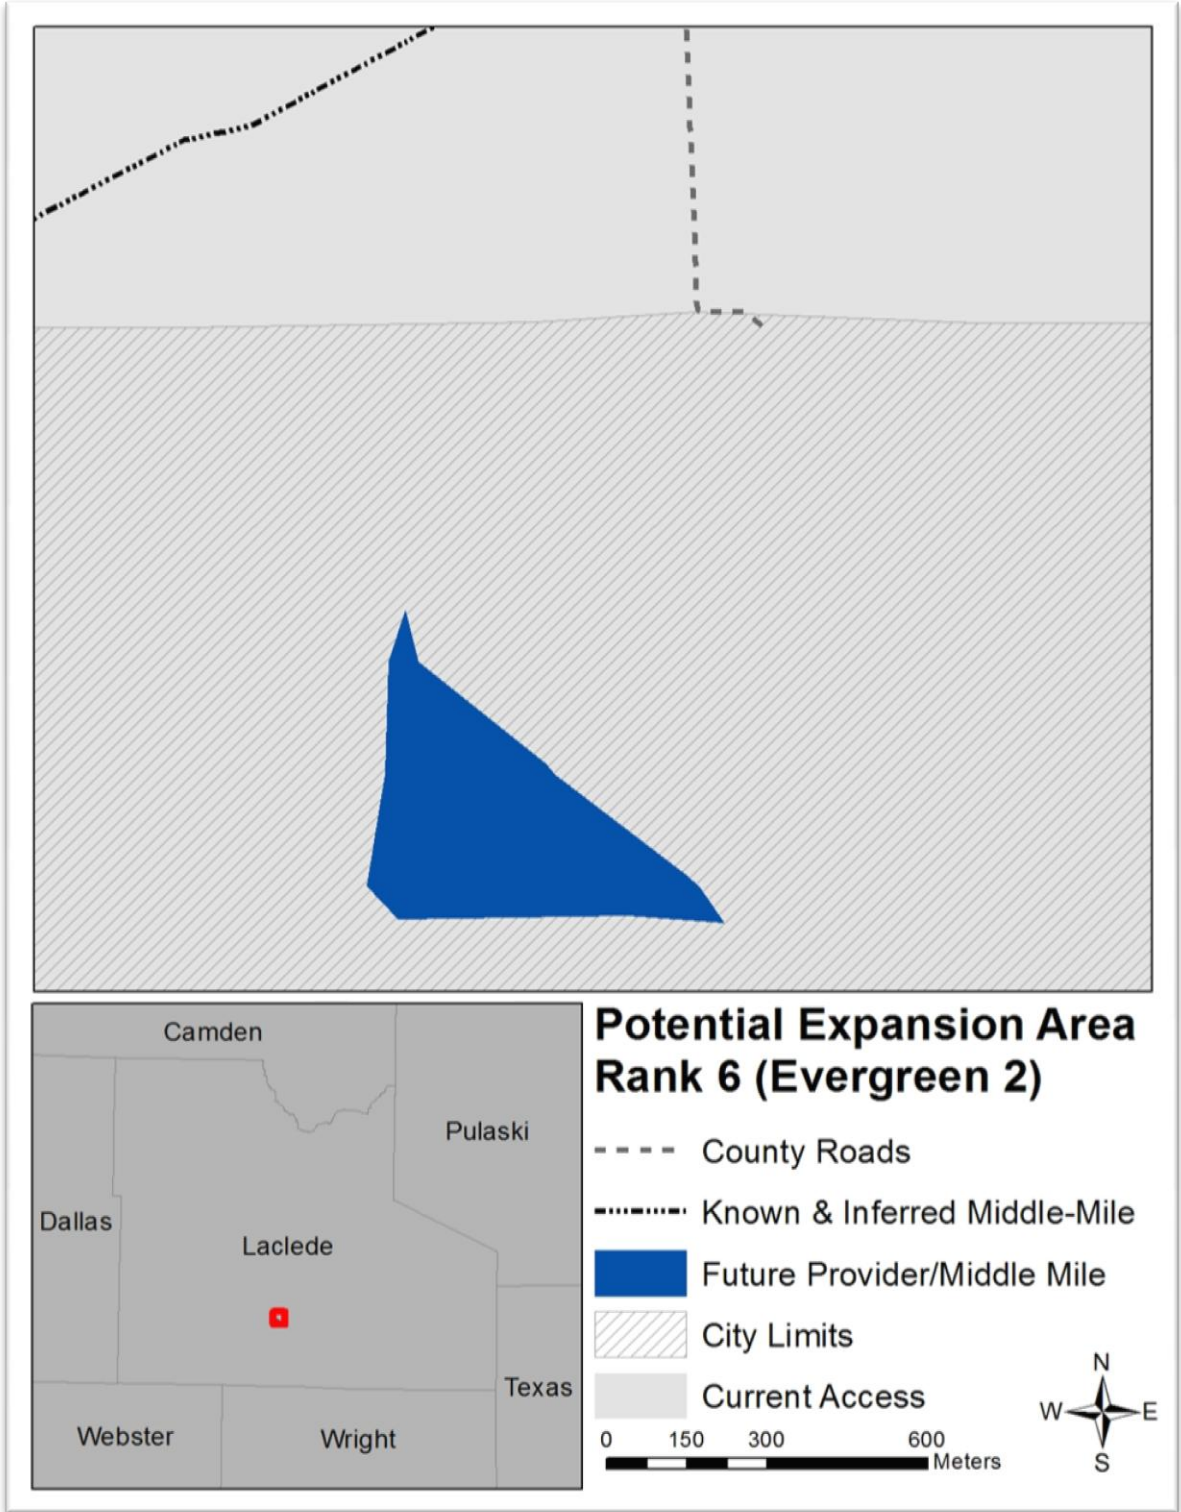 Camden
Pulaski
Dallas
Laclede
Texas
Webster
Wright
Potential Expansion Area
Rank 6 (Evergreen 2)
County Roads
Known & Inferred Middle-Mile
Future Provider/Middle Mile
City Limits
Current Access
0 150 300 600
Meters
N
W E
S